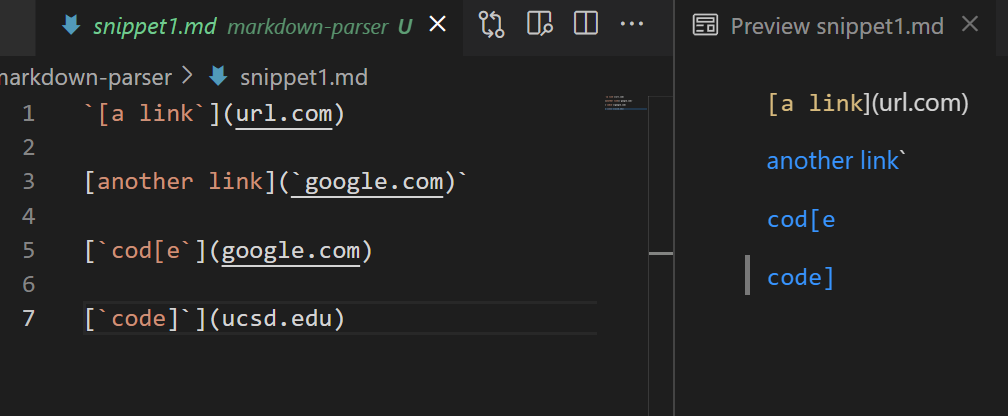 snippet1.md markdown-parser U
Preview snippet1.md
markdown-parser > snippet1.md
1 `[a link`](url.com)
2
3 [another link](`google.com)`
4
5 [`cod[e`](google.com)
6
7 [`code]`](ucsd.edu)
[a link](url.com)
another link`
cod[e
code]